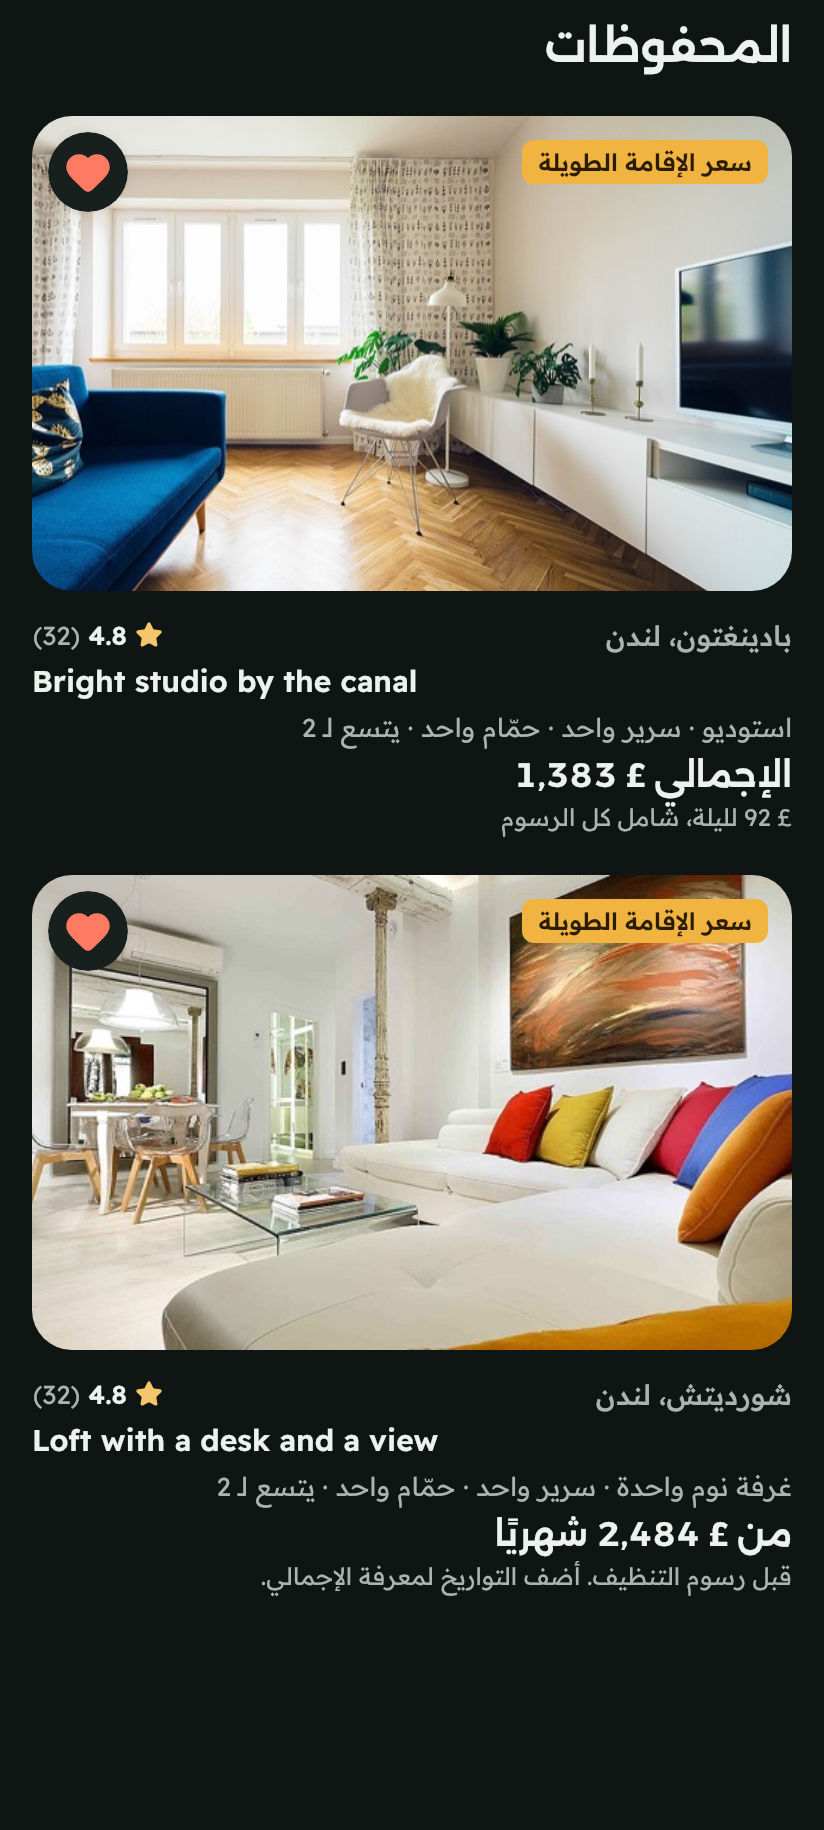 المحفوظات
سعر الإقامة الطويلة
بادينغتون، لندن
4.8 (32)
Bright studio by the canal
استوديو · سرير واحد · حمّام واحد · يتسع لـ 2
الإجمالي £ 1,383
£ 92 لليلة، شامل كل الرسوم
سعر الإقامة الطويلة
شورديتش، لندن
4.8 (32)
Loft with a desk and a view
غرفة نوم واحدة · سرير واحد · حمّام واحد · يتسع لـ 2
من £ 2,484 شهريًا
قبل رسوم التنظيف. أضف التواريخ لمعرفة الإجمالي.